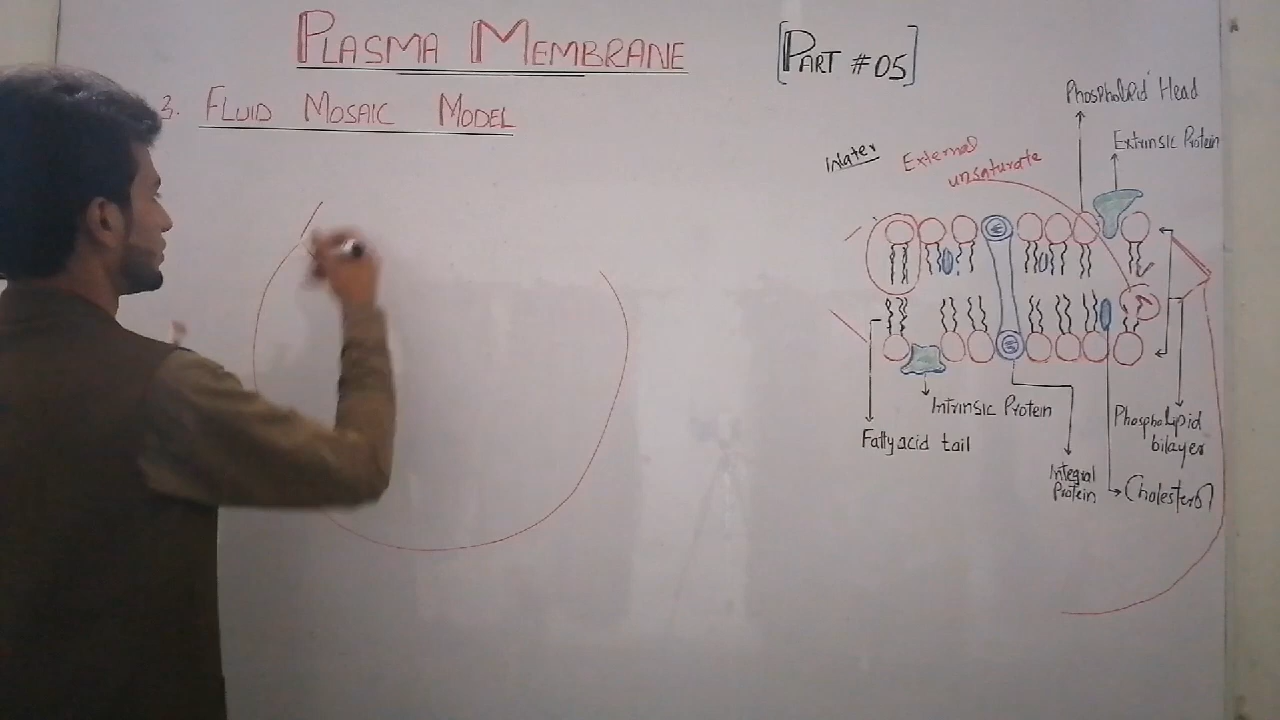 PLASMA MEMBRANE
[PART #05]
3. FLUID MOSAIC MODEL
Phospholipid Head
Extrinsic Protein
Water
External
unsaturate
Intrinsic Protein
Fatty acid tail
Phospholipid
bilayer
Integral
Protein
Cholesterol